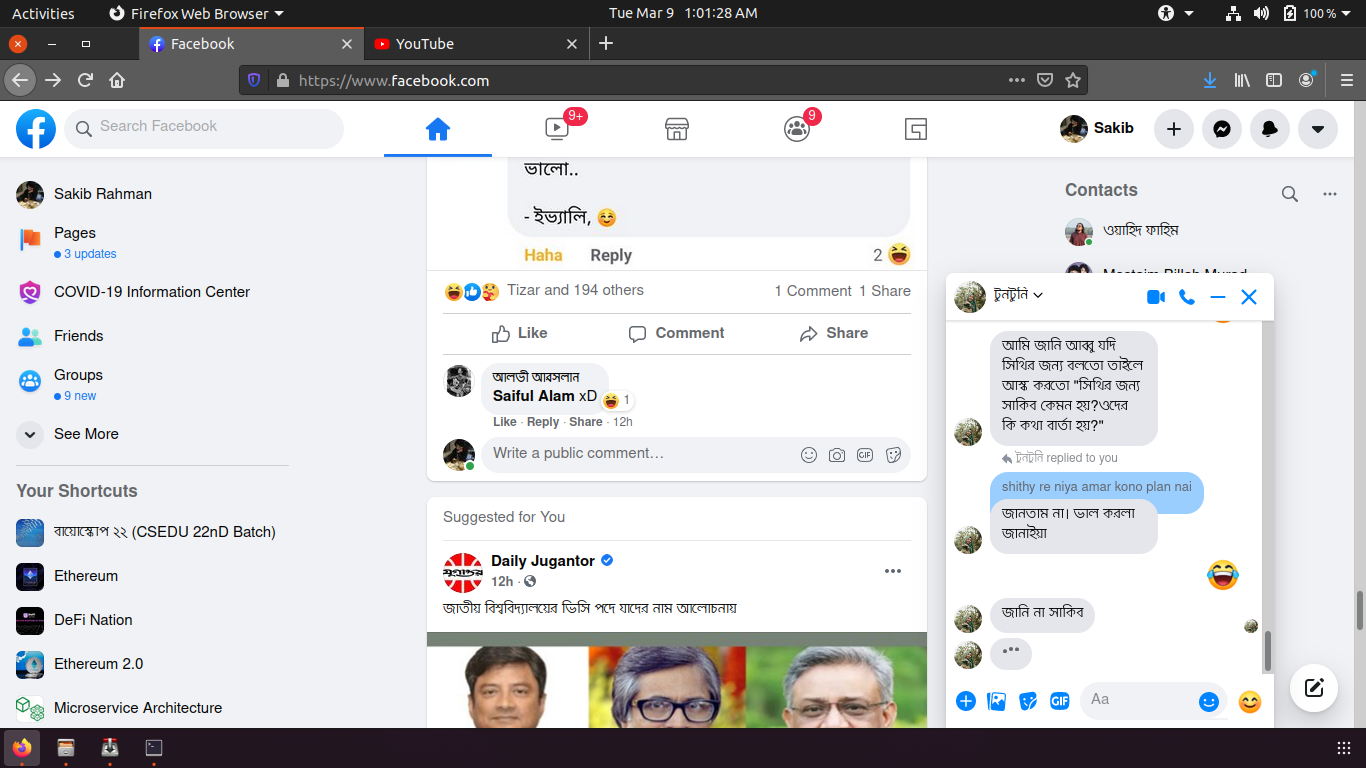 Activities
Firefox Web Browser
Tue Mar 9 1:01:28 AM
100 %
Facebook
YouTube
https://www.facebook.com
Search Facebook
9+
9
Sakib
Sakib Rahman
Pages
3 updates
COVID-19 Information Center
Friends
Groups
9 new
See More
Your Shortcuts
বায়োস্কোপ ২২ (CSEDU 22nD Batch)
Ethereum
DeFi Nation
Ethereum 2.0
Microservice Architecture
ভালো..
- ইভ্যালি, 😊
Haha Reply 2
Tizar and 194 others 1 Comment 1 Share
Like Comment Share
আলভী আরসলান
Saiful Alam xD
1
Like · Reply · Share · 12h
Write a public comment…
Suggested for You
Daily Jugantor
12h
জাতীয় বিশ্ববিদ্যালয়ের ভিসি পদে যাদের নাম আলোচনায়
Contacts
ওয়াহিদ ফাহিম
টুনটুনি
আমি জানি আব্বু যদি
সিথির জন্য বলতো তাইলে
আস্ক করতো "সিথির জন্য
সাকিব কেমন হয়?ওদের
কি কথা বার্তা হয়?"
টুনটুনি replied to you
shithy re niya amar kono plan nai
জানতাম না। ভাল করলা
জানাইয়া
😂
জানি না সাকিব
GIF
Aa